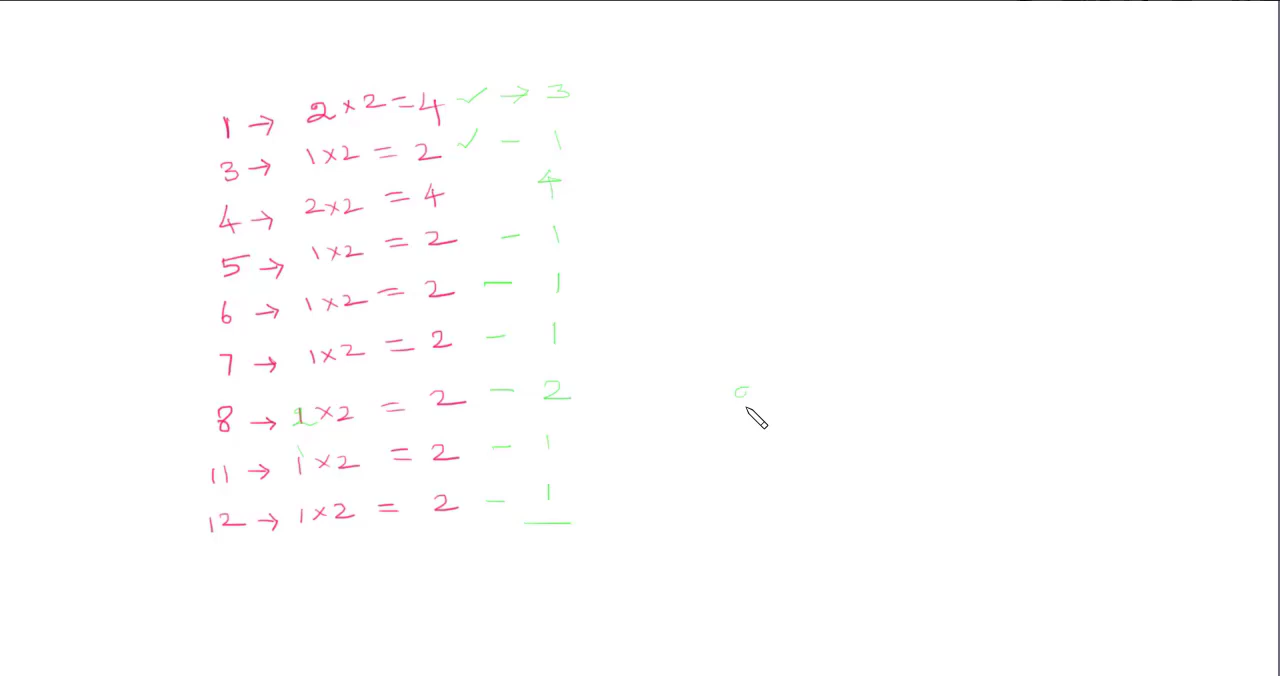 1 → 2 × 2 = 4 ✓ → 3
3 → 1 × 2 = 2 ✓ - 1
4 → 2 × 2 = 4 4
5 → 1 × 2 = 2 - 1
6 → 1 × 2 = 2 - 1
7 → 1 × 2 = 2 - 1
8 → 1 × 2 = 2 - 2
11 → 1 × 2 = 2 - 1
12 → 1 × 2 = 2 - 1